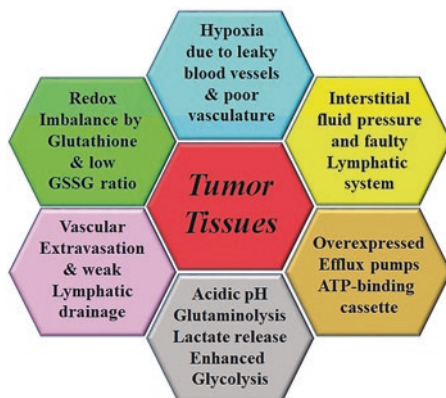 Hypoxia
due to leaky
blood vessels
& poor
vasculature
Redox
Imbalance by
Glutathione
& low
GSSG ratio
Interstitial
fluid pressure
and faulty
Lymphatic
system
Tumor
Tissues
Vascular
Extravasation
& weak
Lymphatic
drainage
Overexpressed
Efflux pumps
ATP-binding
cassette
Acidic pH
Glutaminolysis
Lactate release
Enhanced
Glycolysis